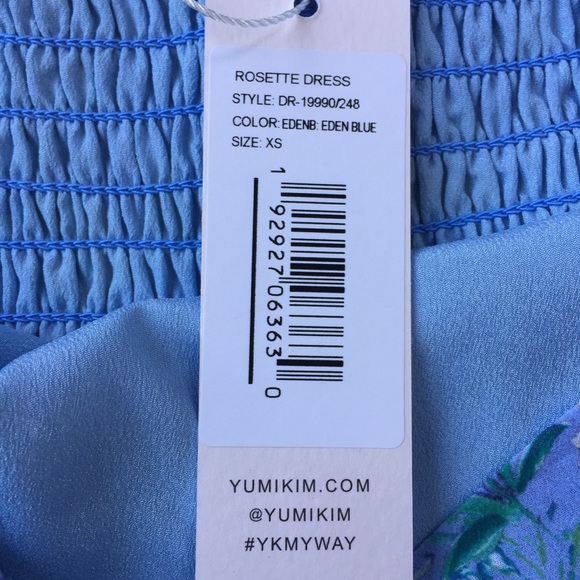 ROSETTE DRESS
STYLE: DR-19990/248
COLOR: EDENB: EDEN BLUE
SIZE: XS
1 92927 06363 0
YUMIKIM.COM
@YUMIKIM
#YKMYWAY